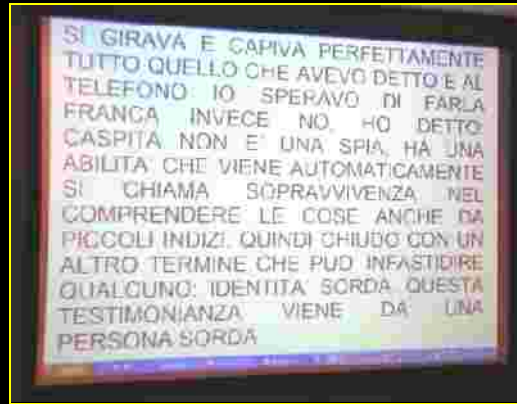 SI GIRAVA E CAPIVA PERFETTAMENTE
TUTTO QUELLO CHE AVEVO DETTO E AL
TELEFONO IO SPERAVO DI FARLA
FRANCA INVECE NO. HO DETTO
CASPITA NON E' UNA SPIA, HA UNA
ABILITA' CHE VIENE AUTOMATICAMENTE
SI CHIAMA SOPRAVVIVENZA NEL
COMPRENDERE LE COSE ANCHE DA
PICCOLI INDIZI. QUINDI CHIUDO CON UN
ALTRO TERMINE CHE PUO INFASTIDIRE
QUALCUNO: IDENTITA' SORDA. QUESTA
TESTIMONIANZA VIENE DA UNA
PERSONA SORDA